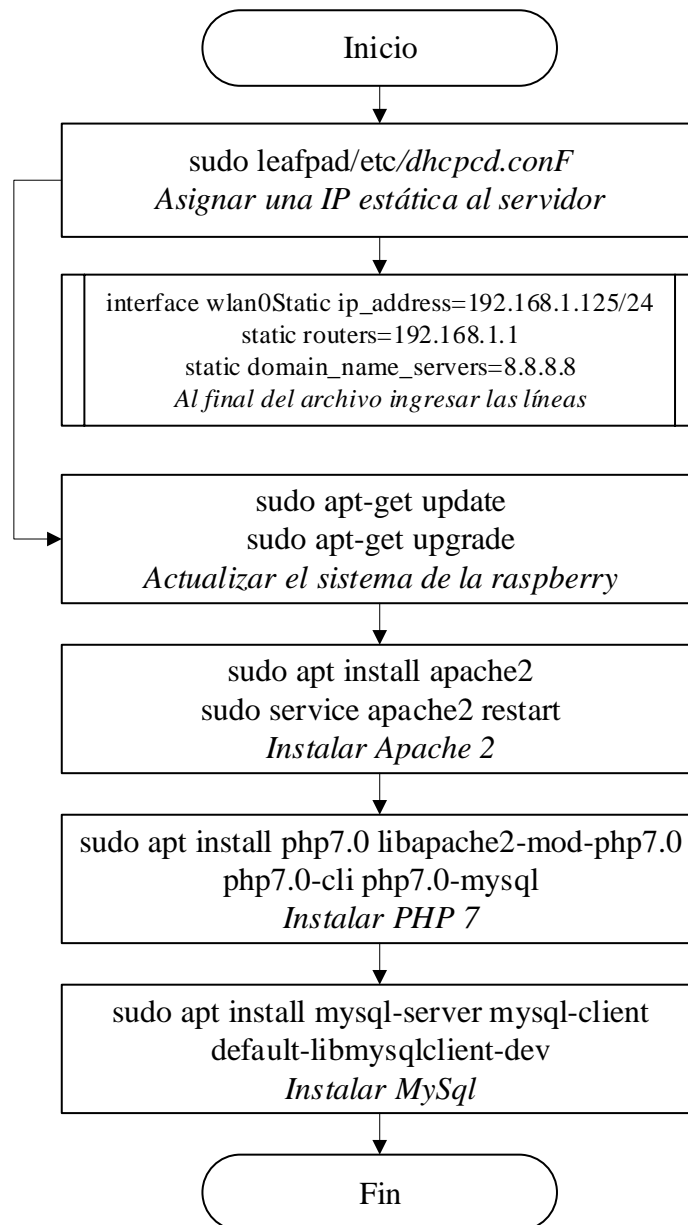 Inicio
sudo leafpad/etc/dhcpcd.conF
Asignar una IP estática al servidor
interface wlan0Static ip_address=192.168.1.125/24
static routers=192.168.1.1
static domain_name_servers=8.8.8.8
Al final del archivo ingresar las líneas
sudo apt-get update
sudo apt-get upgrade
Actualizar el sistema de la raspberry
sudo apt install apache2
sudo service apache2 restart
Instalar Apache 2
sudo apt install php7.0 libapache2-mod-php7.0
php7.0-cli php7.0-mysql
Instalar PHP 7
sudo apt install mysql-server mysql-client
default-libmysqlclient-dev
Instalar MySql
Fin